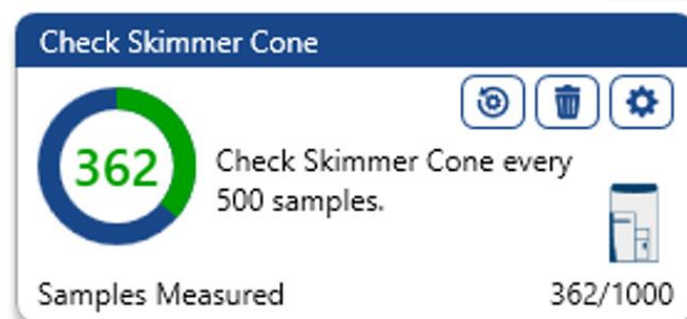 Check Skimmer Cone
362
Check Skimmer Cone every
500 samples.
Samples Measured
362/1000